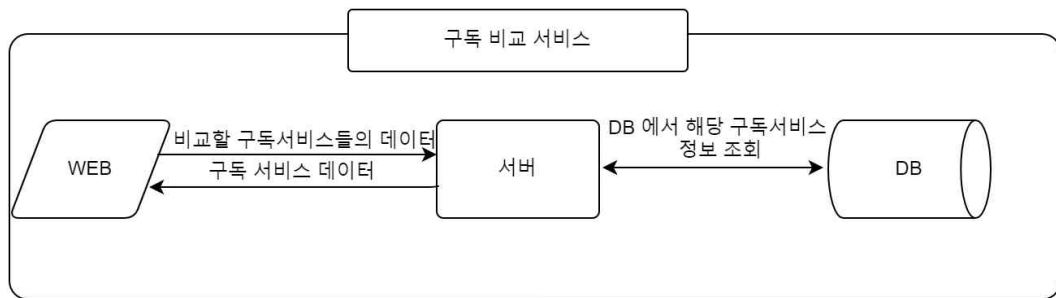 구독 비교 서비스
비교할 구독서비스들의 데이터
구독 서비스 데이터
WEB
서버
DB 에서 해당 구독서비스
정보 조회
DB